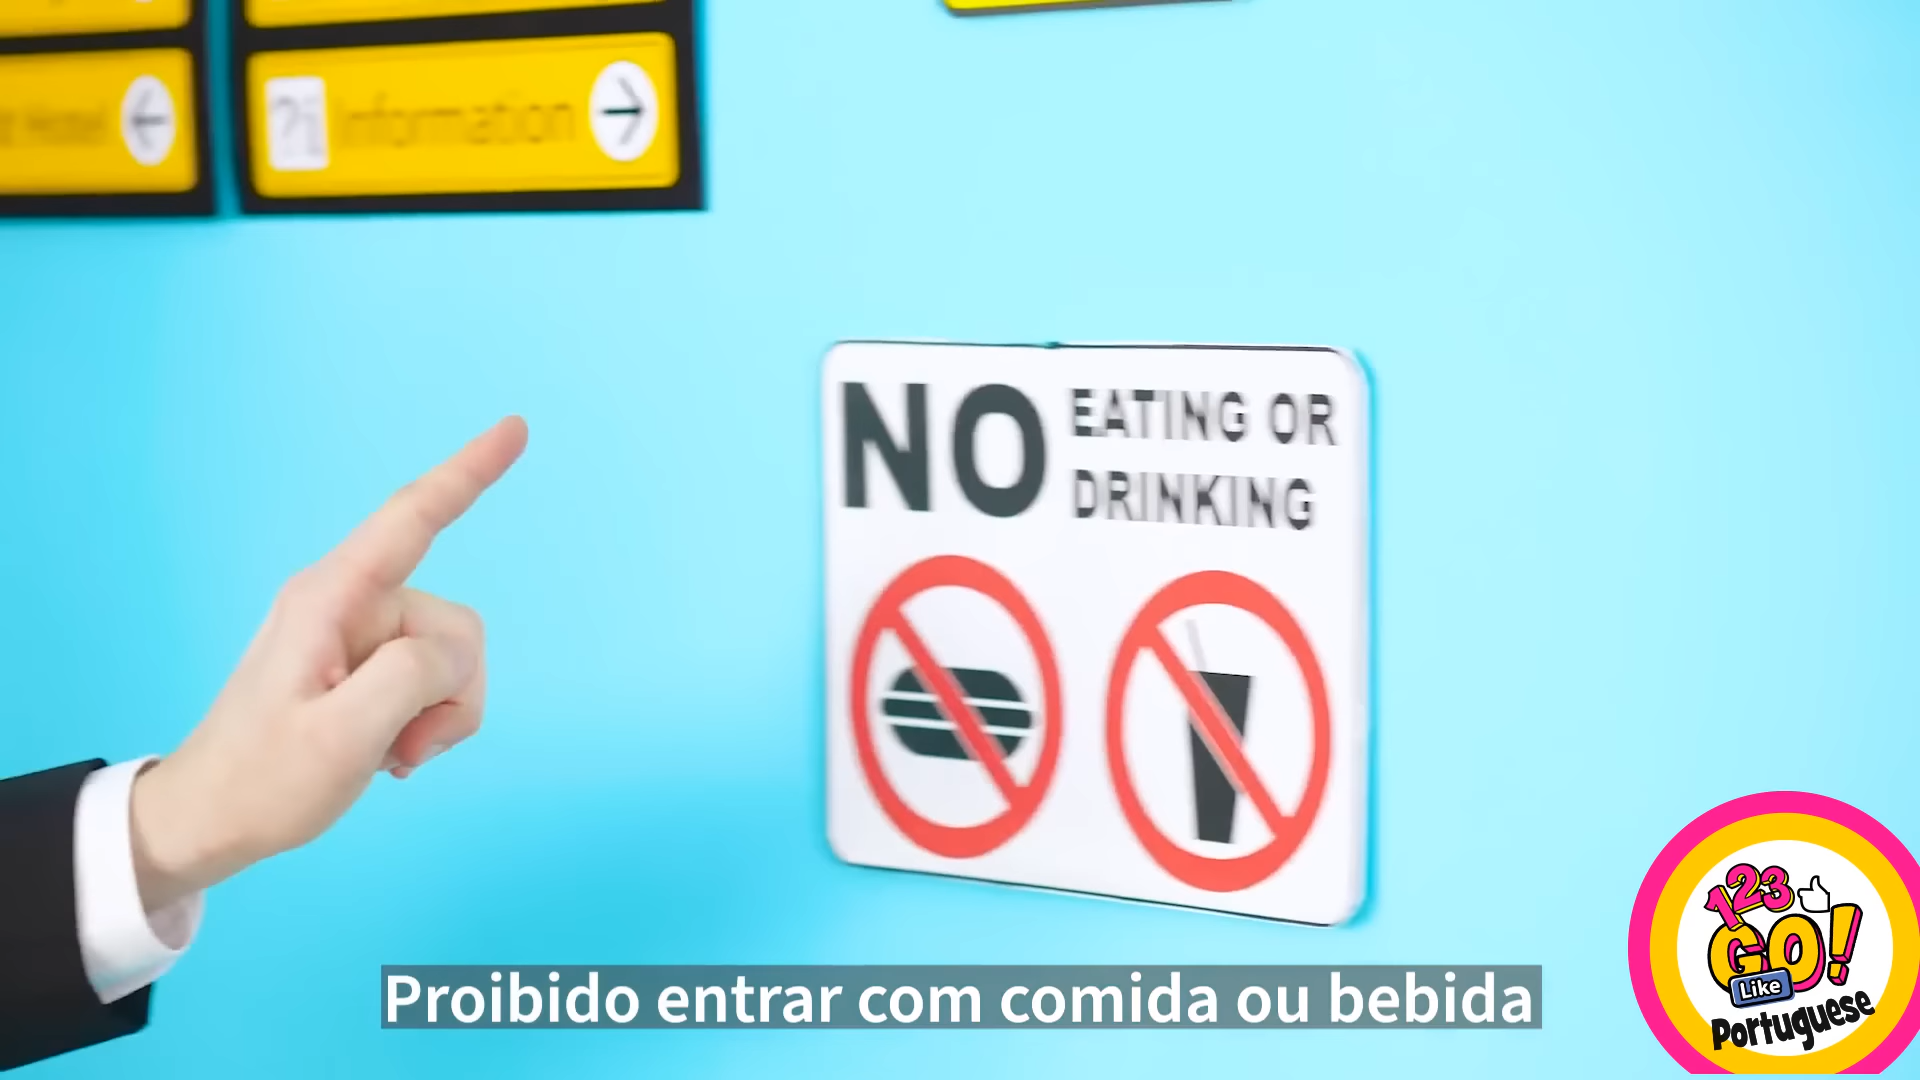 Information
NO EATING OR
DRINKING
Proibido entrar com comida ou bebida
123
GO!
Like
Portuguese